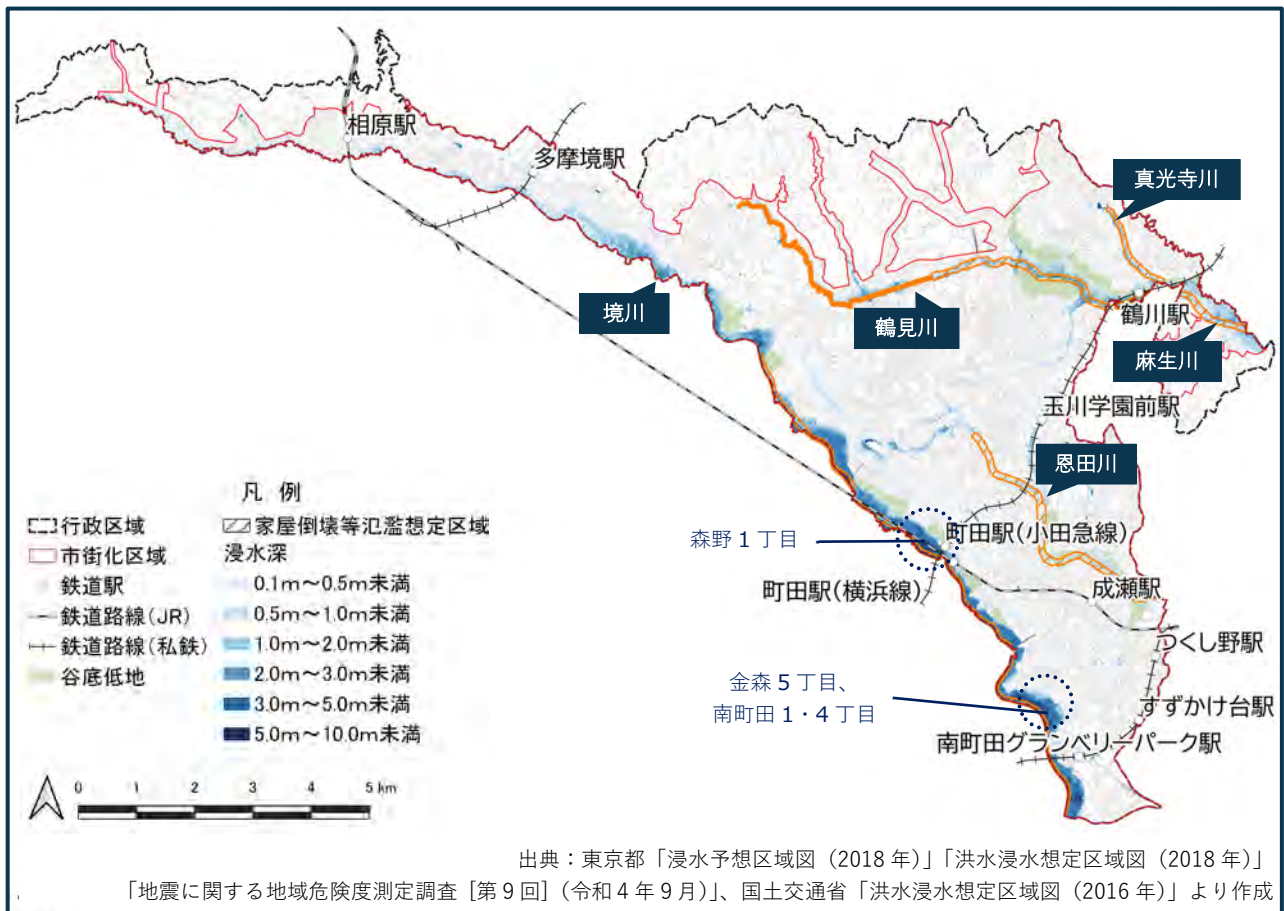 相原駅
多摩境駅
真光寺川
境川
鶴見川
鶴川駅
麻生川
玉川学園前駅
恩田川
凡 例
行政区域
市街化区域
鉄道駅
鉄道路線(JR)
鉄道路線(私鉄)
谷底低地
家屋倒壊等氾濫想定区域
浸水深
0.1m～0.5m未満
0.5m～1.0m未満
1.0m～2.0m未満
2.0m～3.0m未満
3.0m～5.0m未満
5.0m～10.0m未満
森野 1 丁目
町田駅(小田急線)
町田駅(横浜線)
成瀬駅
つくし野駅
金森 5 丁目、
南町田 1・4 丁目
すずかけ台駅
南町田グランベリーパーク駅
0 1 2 3 4 5 km
出典：東京都「浸水予想区域図（2018 年）」「洪水浸水想定区域図（2018 年）」
「地震に関する地域危険度測定調査［第９回］（令和４年９月）」、国土交通省「洪水浸水想定区域図（2016 年）」より作成